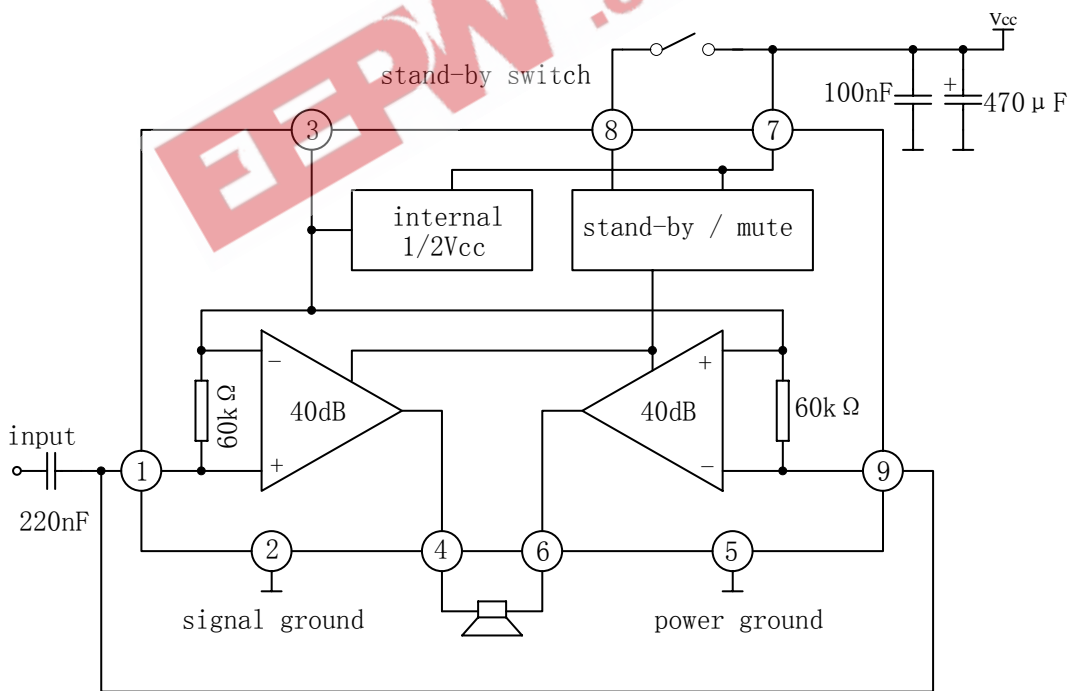 EEPW.c
Vcc
stand-by switch
100nF
+
470μF
3
8
7
internal
1/2Vcc
stand-by / mute
−
+
40dB
40dB
60kΩ
60kΩ
input
1
+
−
9
220nF
2
4
6
5
signal ground
power ground